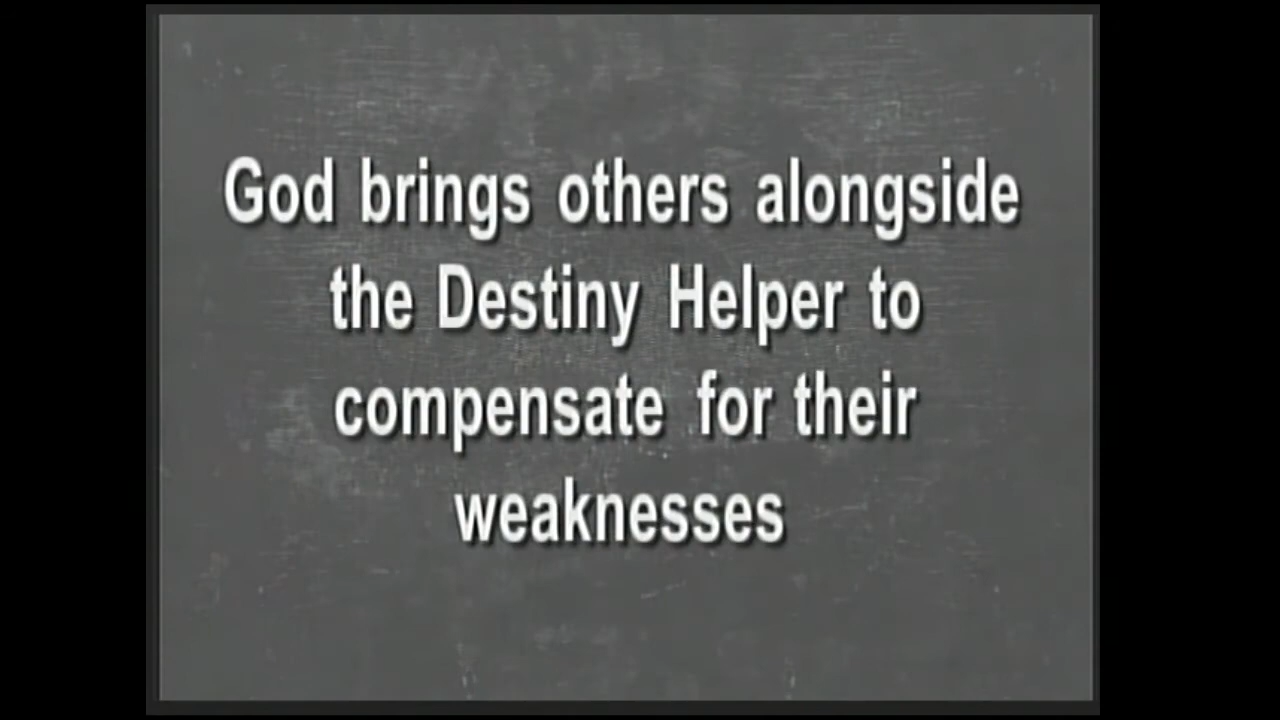 God brings others alongside
the Destiny Helper to
compensate for their
weaknesses